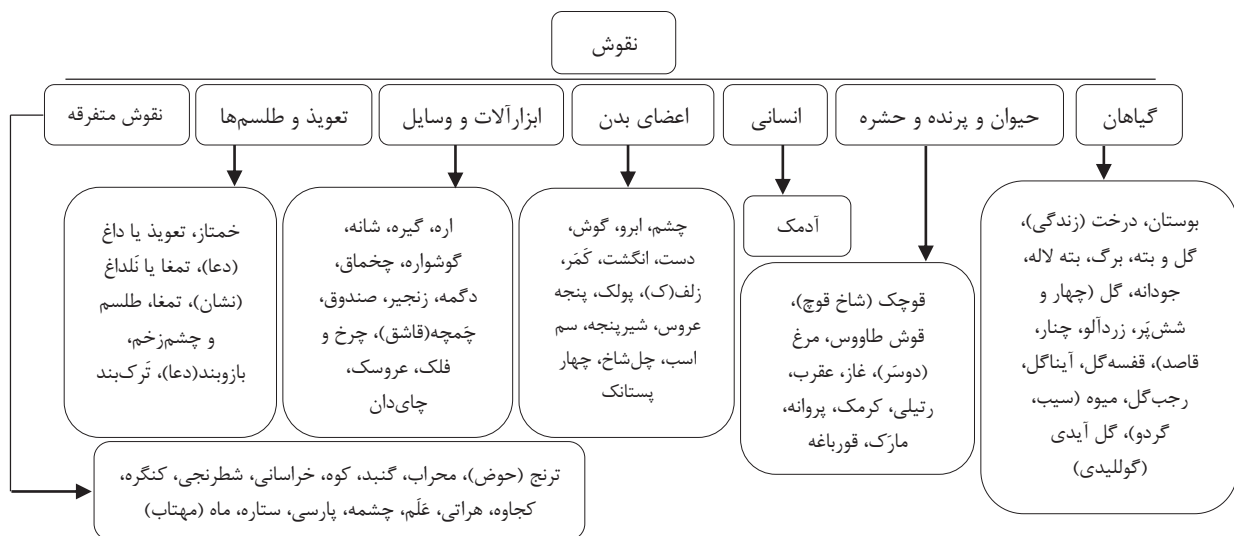 نقوش
گیاهان
حیوان و پرنده و حشره
انسانی
اعضای بدن
ابزارآلات و وسایل
تعویذ و طلسم‌ها
نقوش متفرقه
بوستان، درخت (زندگی)،
گل و بته، برگ، بته لاله،
جودانه، گل (چهار و
شش‌پَر، زردآلو، چنار،
قاصد)، قفسه‌گل، آیناگل،
رجب‌گل، میوه (سیب،
گردو)، گل آیدی
(گوللیدی)
قوچک (شاخ قوچ)،
قوش طاووس، مرغ
(دوسَر)، غاز، عقرب،
رتیلی، کرمک، پروانه،
مارَک، قورباغه
آدمک
چشم، ابرو، گوش،
دست، انگشت، کَمَر،
زلف(ک)، پولک، پنجه
عروس، شیرپنجه، سم
اسب، چل‌شاخ، چهار
پستانک
اره، گیره، شانه،
گوشواره، چخماق،
دگمه، زنجیر، صندوق،
چَمچه(قاشق)، چرخ و
فلک، عروسک،
چای‌دان
خمتاز، تعویذ یا داغ
(دعا)، تمغا یا نَلداغ
(نشان)، تمغا، طلسم
و چشم‌زخم،
بازوبند(دعا)، تَرک‌بند
ترنج (حوض)، محراب، گنبد، کوه، خراسانی، شطرنجی، کنگره،
کجاوه، هراتی، عَلَم، چشمه، پارسی، ستاره، ماه (مهتاب)